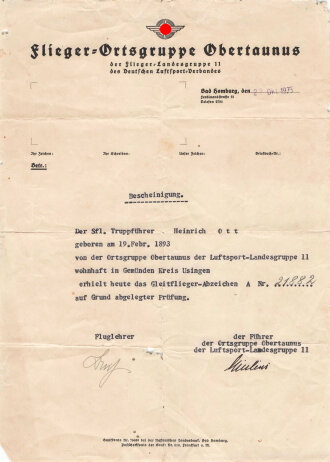 Flieger-Ortsgruppe Obertaunus
der Flieger-Landesgruppe 11
des Deutschen Luftsport-Verbandes
Bad Homburg, den 1935
Ihr Zeichen: Ihr Schreiben: Unser Zeichen:
Betr.:
Bescheinigung.
Der Sfl. Truppführer Heinrich Ott
geboren am 19.Febr. 1893
von der Ortsgruppe Obertaunus der Luftsport-Landesgruppe 11
wohnhaft in Gemünden Kreis Usingen
erhielt heute das Gleitflieger-Abzeichen A Nr.
auf Grund abgelegter Prüfung.
Fluglehrer
der Führer
der Ortsgruppe Obertaunus
der Luftsport-Landesgruppe 11